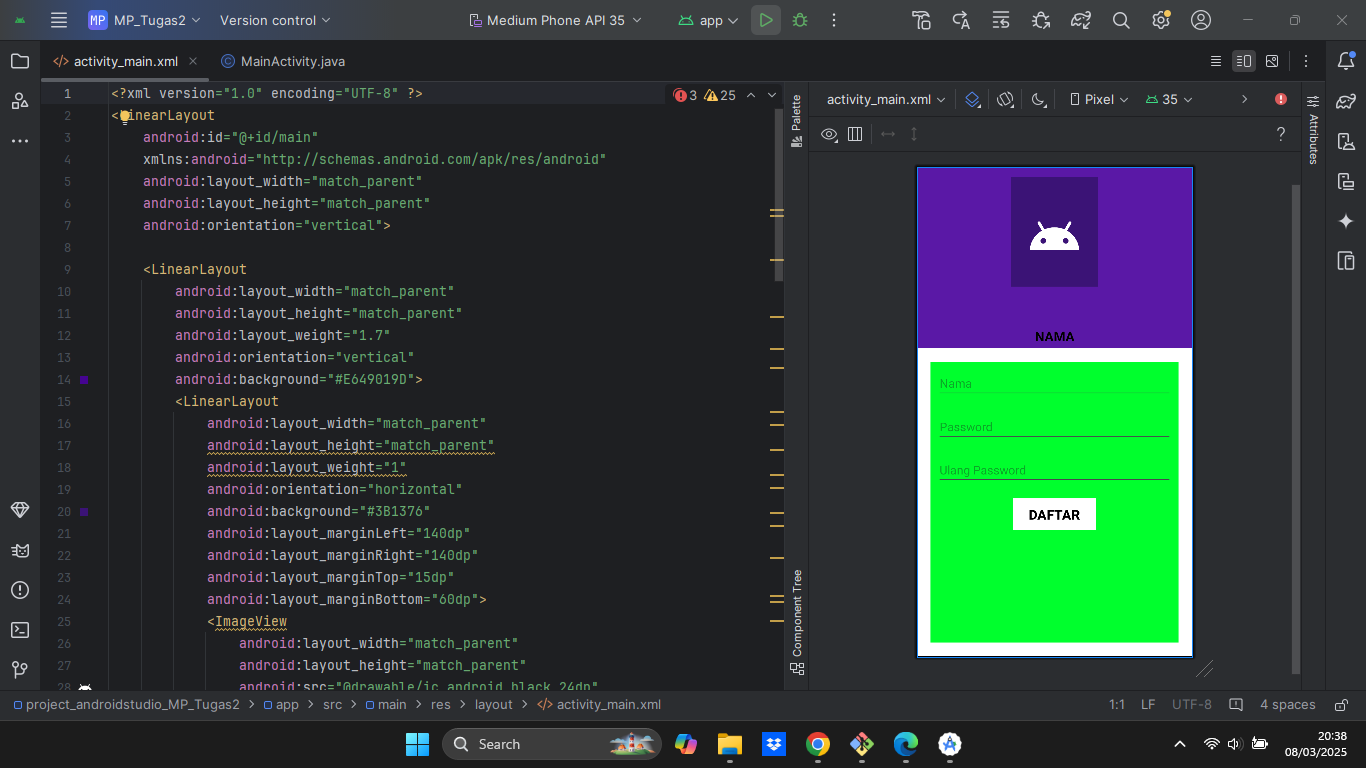 MP MP_Tugas2 Version control Medium Phone API 35 app
activity_main.xml MainActivity.java
1 <?xml version="1.0" encoding="UTF-8" ?> 3 25
2 <LinearLayout
3 android:id="@+id/main"
4 xmlns:android="http://schemas.android.com/apk/res/android"
5 android:layout_width="match_parent"
6 android:layout_height="match_parent"
7 android:orientation="vertical">
8
9 <LinearLayout
10 android:layout_width="match_parent"
11 android:layout_height="match_parent"
12 android:layout_weight="1.7"
13 android:orientation="vertical"
14 android:background="#E649019D">
15 <LinearLayout
16 android:layout_width="match_parent"
17 android:layout_height="match_parent"
18 android:layout_weight="1"
19 android:orientation="horizontal"
20 android:background="#3B1376"
21 android:layout_marginLeft="140dp"
22 android:layout_marginRight="140dp"
23 android:layout_marginTop="15dp"
24 android:layout_marginBottom="60dp">
25 <ImageView
26 android:layout_width="match_parent"
27 android:layout_height="match_parent"
28 android:src="@drawable/ic_android_black_24dp"
Palette
Component Tree
activity_main.xml Pixel 35
?
Attributes
NAMA
Nama
Password
Ulang Password
DAFTAR
project_androidstudio_MP_Tugas2 > app > src > main > res > layout > activity_main.xml 1:1 LF UTF-8 4 spaces
Search
20:38
08/03/2025